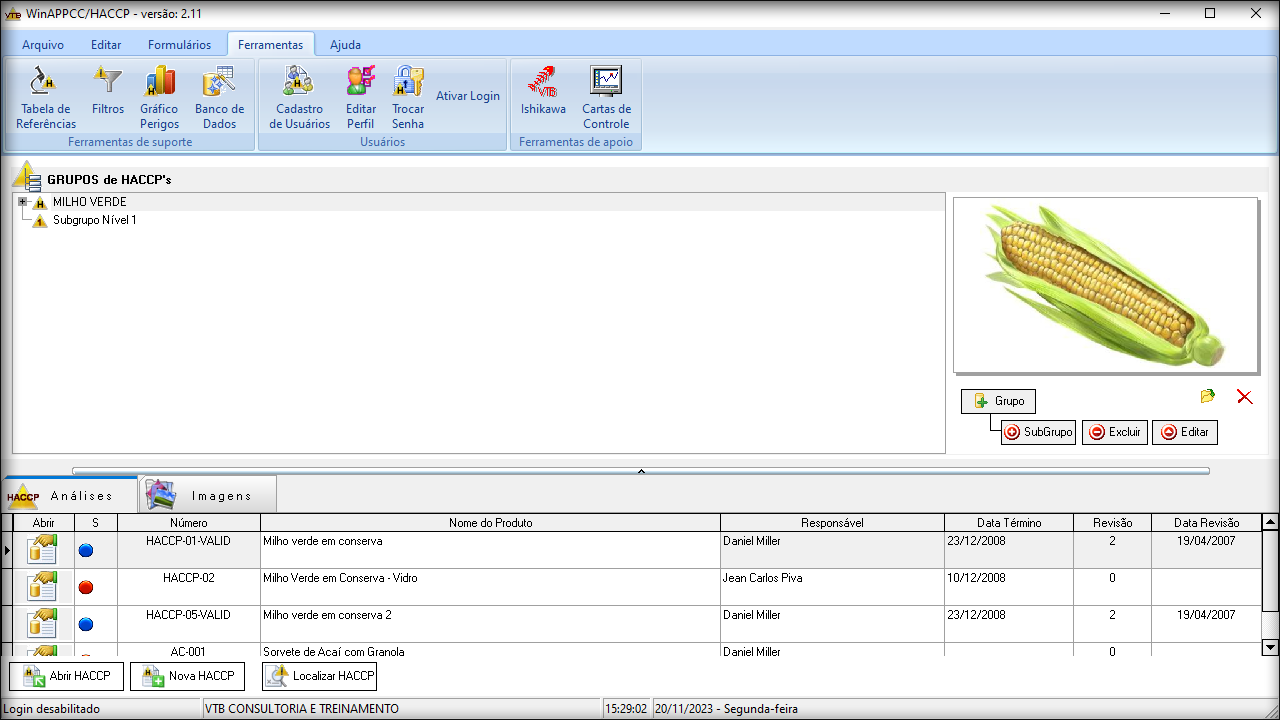 VTB WinAPPCC/HACCP - versão: 2.11
Arquivo Editar Formulários Ferramentas Ajuda
Tabela de Referências
Filtros
Gráfico Perigos
Banco de Dados
Ferramentas de suporte
Cadastro de Usuários
Editar Perfil
Trocar Senha
Ativar Login
Usuários
Ishikawa
Cartas de Controle
Ferramentas de apoio
GRUPOS de HACCP's
H MILHO VERDE
1 Subgrupo Nível 1
Grupo
SubGrupo Excluir Editar
HACCP Análises Imagens
Abrir S Número Nome do Produto Responsável Data Término Revisão Data Revisão
HACCP-01-VALID Milho verde em conserva Daniel Miller 23/12/2008 2 19/04/2007
HACCP-02 Milho Verde em Conserva - Vidro Jean Carlos Piva 10/12/2008 0
HACCP-05-VALID Milho verde em conserva 2 Daniel Miller 23/12/2008 2 19/04/2007
AC-001 Sorvete de Açaí com Granola Daniel Miller 0
Abrir HACCP Nova HACCP Localizar HACCP
Login desabilitado VTB CONSULTORIA E TREINAMENTO 15:29:02 20/11/2023 - Segunda-feira